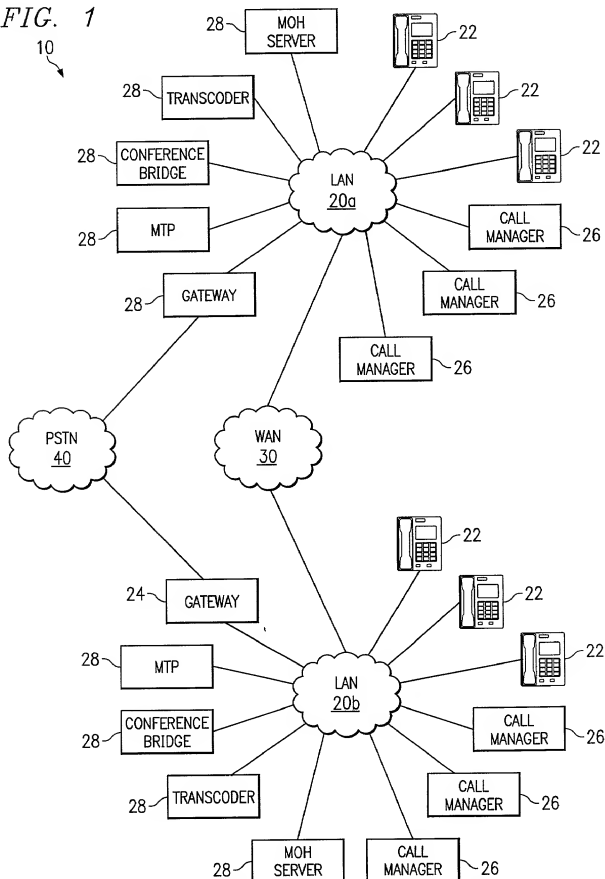 FIG. 1
10
28
MOH
SERVER
22
28
TRANSCODER
22
28
CONFERENCE
BRIDGE
22
LAN
20a
28
MTP
CALL
MANAGER
26
28
GATEWAY
CALL
MANAGER
26
CALL
MANAGER
26
PSTN
40
WAN
30
22
24
GATEWAY
22
28
MTP
22
LAN
20b
28
CONFERENCE
BRIDGE
CALL
MANAGER
26
28
TRANSCODER
CALL
MANAGER
26
28
MOH
SERVER
CALL
MANAGER
26